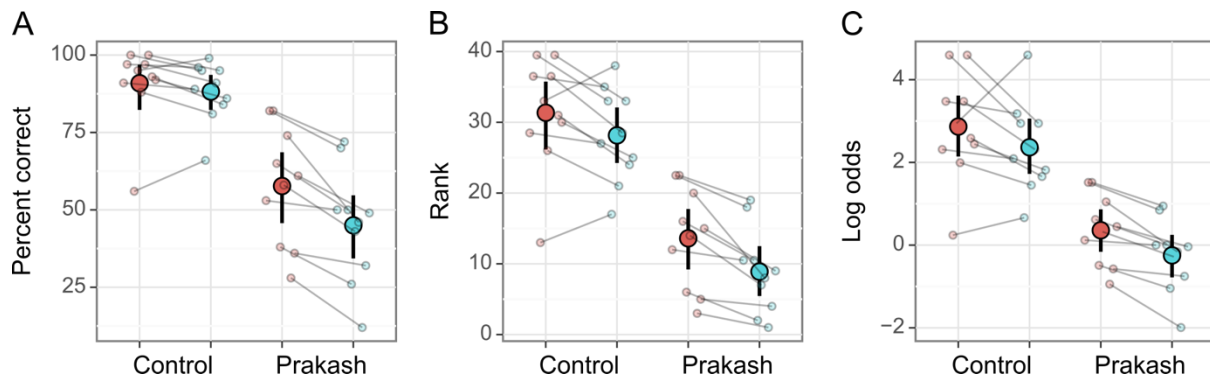 A
Percent correct
100
75
50
25
Control
Prakash
B
Rank
40
30
20
10
0
Control
Prakash
C
Log odds
4
2
0
−2
Control
Prakash